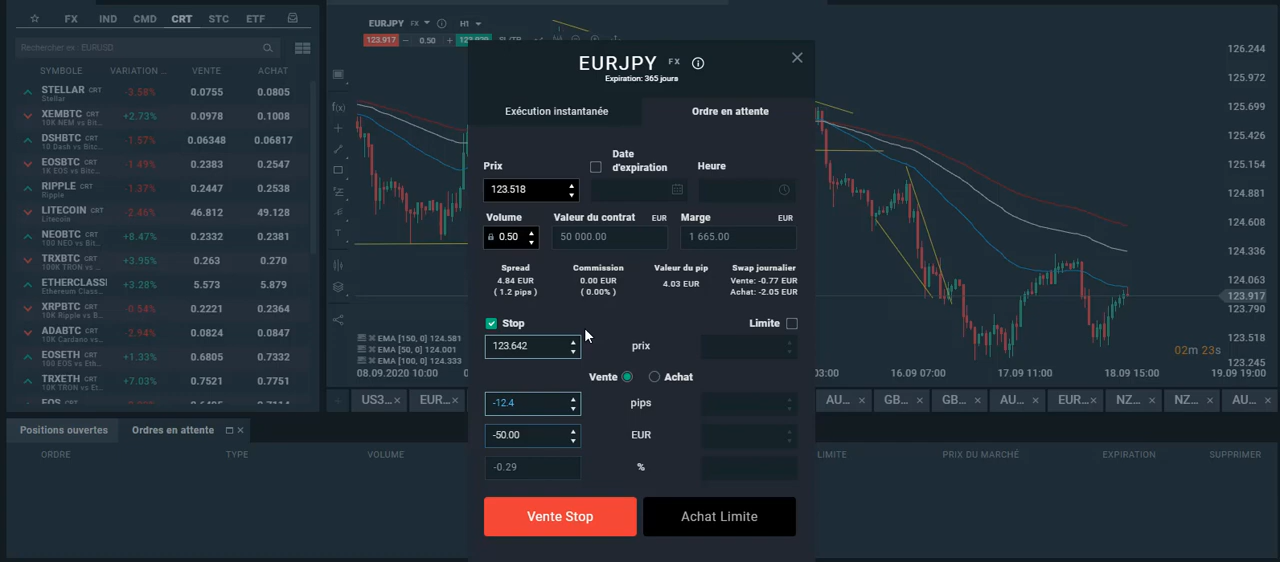 FX IND CMD CRT STC ETF
Rechercher ex. EURUSD
SYMBOLE VARIATION ... VENTE ACHAT
STELLAR CRT -3.58% 0.0755 0.0805
Stellar
XEMBTC CRT +2.73% 0.0978 0.1008
10K NEM vs Bit...
DSHBTC CRT -1.57% 0.06348 0.06817
10 Dash vs Bitc...
EOSBTC CRT -1.49% 0.2383 0.2547
1K EOS vs Bitc...
RIPPLE CRT -1.37% 0.2447 0.2538
Ripple
LITECOIN CRT -2.46% 46.812 49.128
NEOBTC CRT +8.47% 0.2332 0.2381
100 NEO vs Bit...
TRXBTC CRT +3.95% 0.263 0.270
100K TRON vs ...
ETHERCLASSI +3.28% 5.573 5.879
Ethereum Class...
XRPBTC CRT -0.54% 0.2221 0.2364
10K Ripple vs B...
ADABTC CRT -2.94% 0.0824 0.0847
10K Cardano vs...
EOSETH CRT +1.33% 0.6805 0.7332
100 EOS vs Eth...
TRXETH CRT +7.03% 0.7521 0.7751
10K TRON vs E...
EURJPY FX H1
123.917 0.50
EMA [150, 0] 124.581
EMA [50, 0] 124.001
EMA [100, 0] 124.333
08.09.2020 10:00
EURJPY FX
Expiration: 365 jours
Exécution instantanée Ordre en attente
Prix Date d'expiration Heure
123.518
Volume Valeur du contrat EUR Marge EUR
0.50 50 000.00 1 665.00
Spread Commission Valeur du pip Swap journalier
4.84 EUR 0.00 EUR 4.03 EUR Vente: -0.77 EUR
( 1.2 pips ) ( 0.00% ) Achat: -2.05 EUR
Stop Limite
123.642 prix
Vente Achat
-12.4 pips
-50.00 EUR
-0.29 %
Vente Stop Achat Limite
126.244
125.972
125.699
125.426
125.154
124.881
124.608
124.336
124.063
123.917
123.790
123.518
123.245
02m 23s
03:00 16.09 07:00 17.09 11:00 18.09 15:00 19.09 19:00
US3... EUR... AU... GB... GB... AU... EUR... NZ... NZ... AU...
Positions ouvertes Ordres en attente
ORDRE TYPE VOLUME LIMITE PRIX DU MARCHÉ EXPIRATION SUPPRIMER